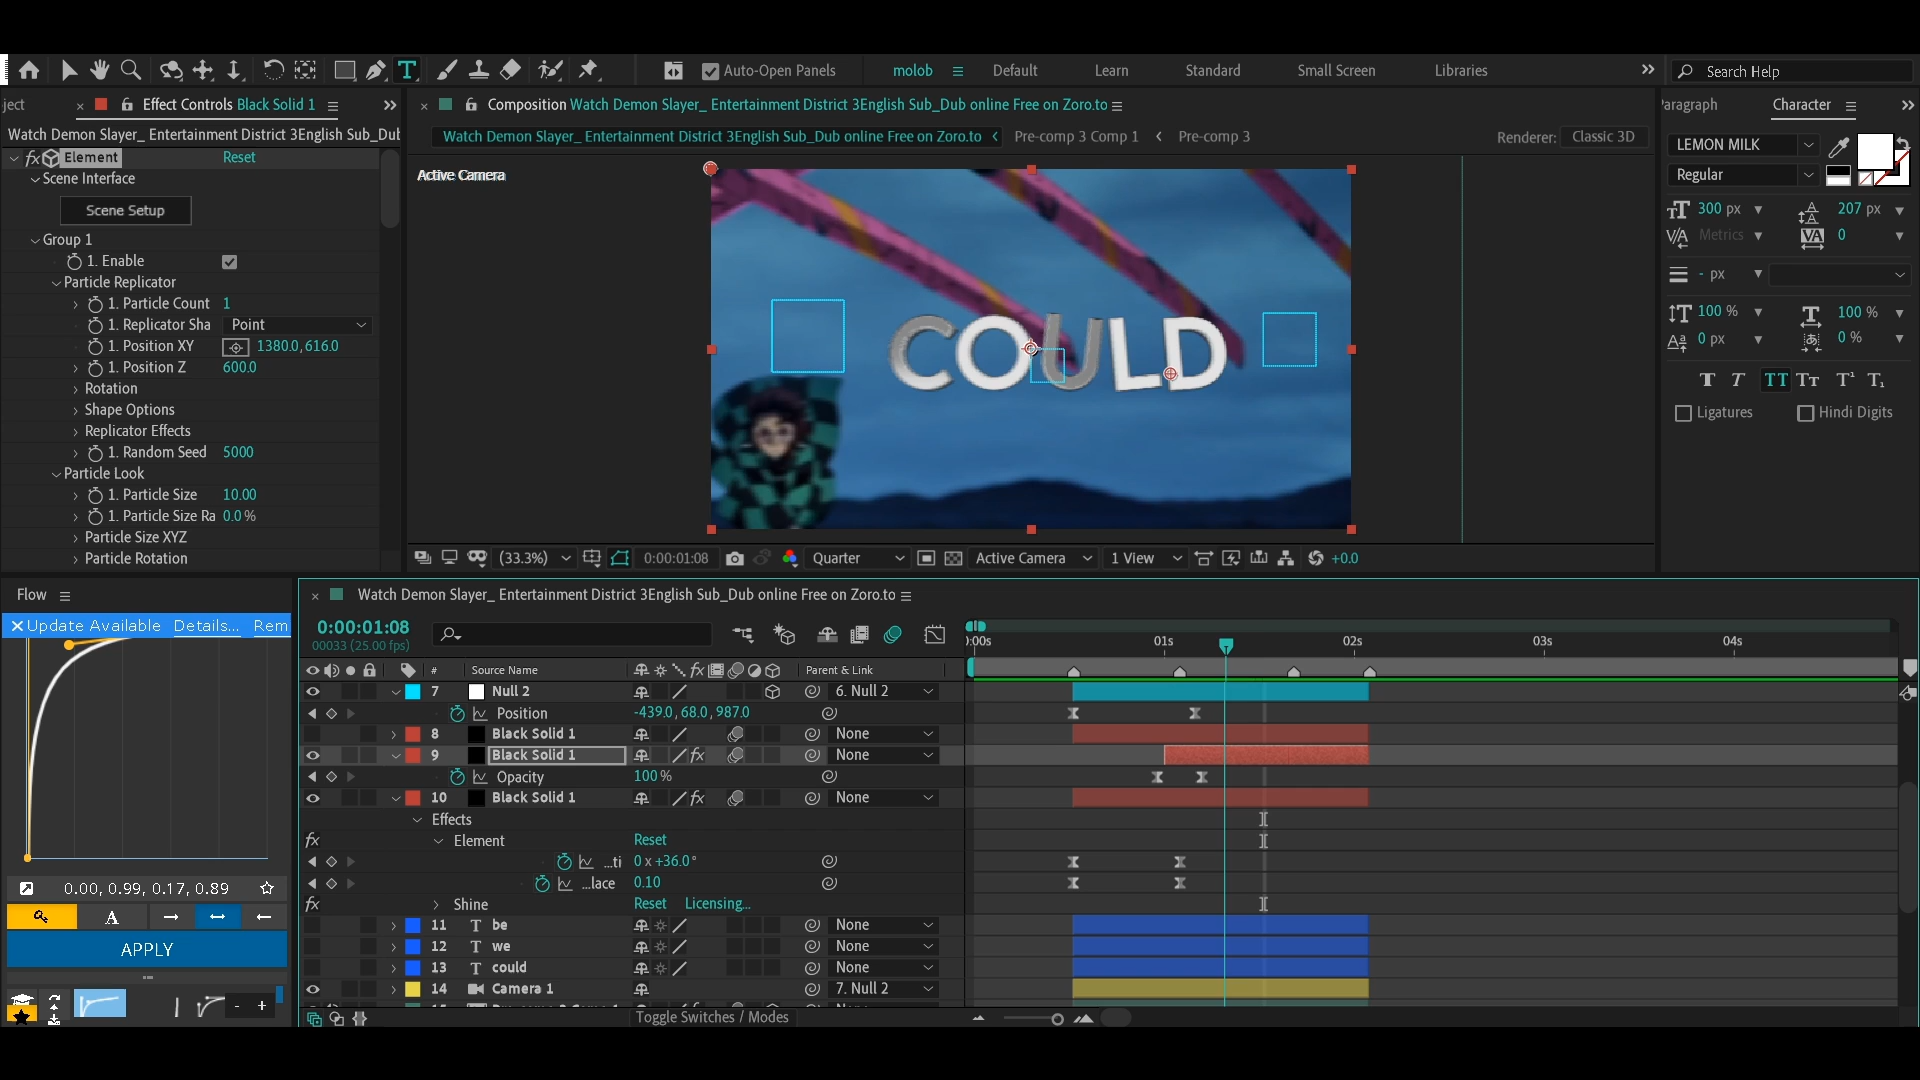 Auto-Open Panels
molob
Default
Learn
Standard
Small Screen
Libraries
Search Help
ject
Effect Controls Black Solid 1
Composition Watch Demon Slayer_ Entertainment District 3English Sub_Dub online Free on Zoro.to
Paragraph
Character
Watch Demon Slayer_ Entertainment District 3English Sub_Dub
Watch Demon Slayer_ Entertainment District 3English Sub_Dub online Free on Zoro.to
Pre-comp 3 Comp 1
Pre-comp 3
Renderer:
Classic 3D
fx Element
Reset
Active Camera
LEMON MILK
Scene Interface
Regular
Scene Setup
300 px
207 px
Group 1
Metrics
0
1. Enable
Particle Replicator
- px
1. Particle Count
1
1. Replicator Sha
Point
100 %
100 %
1. Position XY
1380.0, 616.0
0 px
0 %
1. Position Z
600.0
COULD
Rotation
T T TT Tt T¹ T₁
Shape Options
Ligatures
Hindi Digits
Replicator Effects
1. Random Seed
5000
Particle Look
1. Particle Size
10.00
1. Particle Size Ra
0.0 %
Particle Size XYZ
Particle Rotation
(33.3%)
0:00:01:08
Quarter
Active Camera
1 View
+0.0
Flow
Watch Demon Slayer_ Entertainment District 3English Sub_Dub online Free on Zoro.to
Update Available
Details...
Rem
0:00:01:08
00033 (25.00 fps)
):00s
01s
02s
03s
04s
#
Source Name
fx
Parent & Link
7
Null 2
6. Null 2
Position
-439.0, 68.0, 987.0
8
Black Solid 1
None
9
Black Solid 1
fx
None
Opacity
100 %
10
Black Solid 1
fx
None
Effects
fx
Element
Reset
...ti
0 x +36.0 °
...lace
0.10
0.00, 0.99, 0.17, 0.89
fx
Shine
Reset
Licensing...
A
11
T
be
None
12
T
we
None
APPLY
13
T
could
None
14
Camera 1
7. Null 2
- +
Toggle Switches / Modes